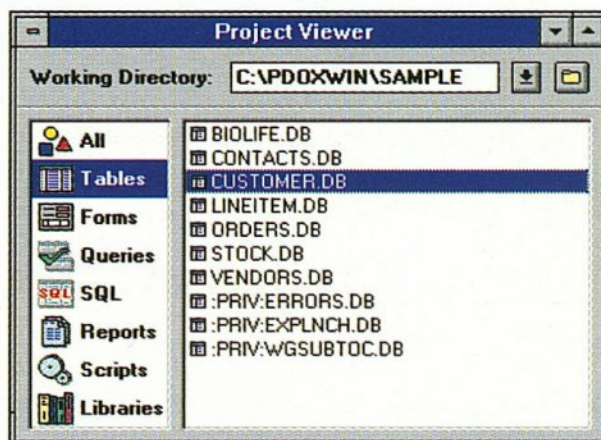 Project Viewer
Working Directory: C:\PDOXWIN\SAMPLE
All
Tables
Forms
Queries
SQL SQL
Reports
Scripts
Libraries
BIOLIFE.DB
CONTACTS.DB
CUSTOMER.DB
LINEITEM.DB
ORDERS.DB
STOCK.DB
VENDORS.DB
:PRIV:ERRORS.DB
:PRIV:EXPLNCH.DB
:PRIV:WGSUBTOC.DB